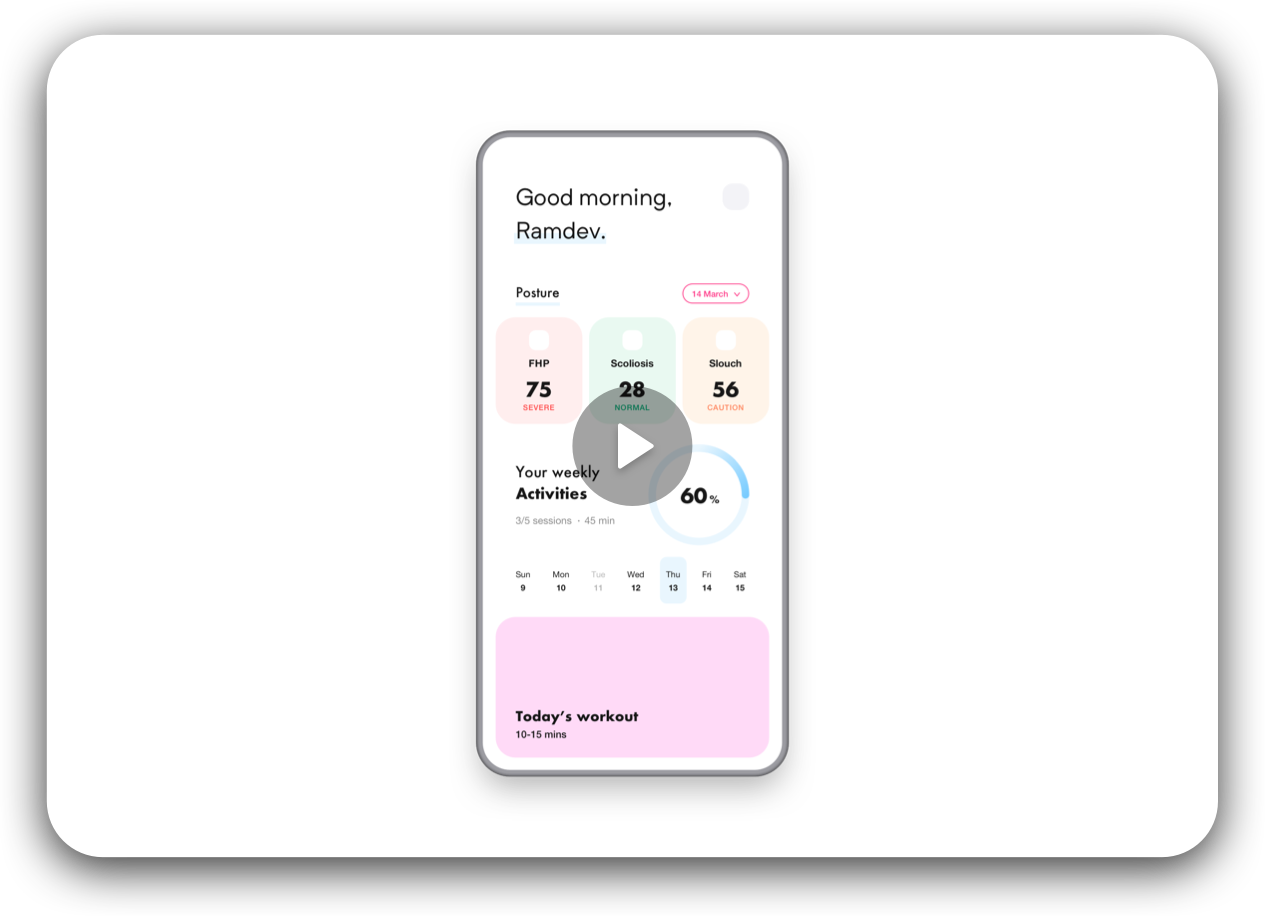 Good morning,
Ramdev.
Posture
14 March
FHP
75
SEVERE
Scoliosis
28
NORMAL
Slouch
56
CAUTION
Your weekly
Activities
3/5 sessions · 45 min
60%
Sun Mon Tue Wed Thu Fri Sat
9 10 11 12 13 14 15
Today's workout
10-15 mins